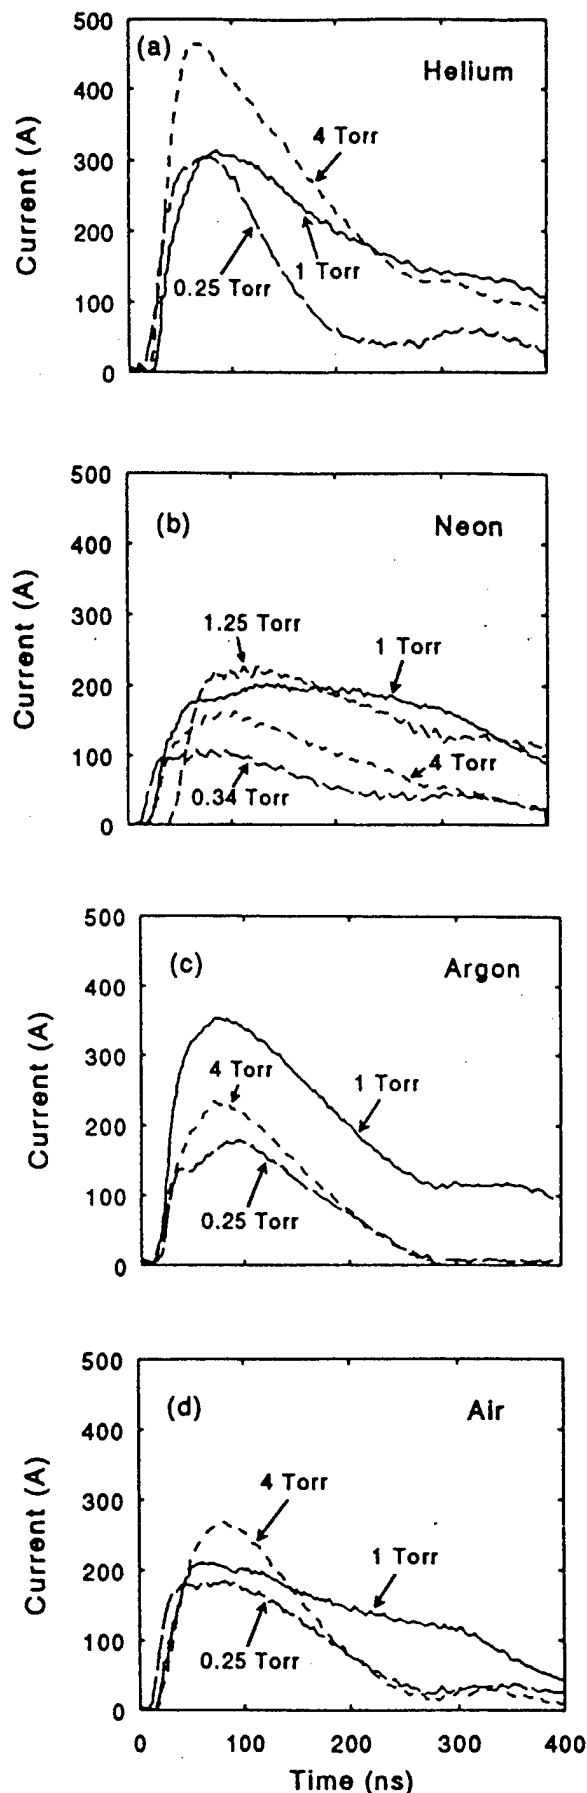 500
(a)
Helium
400
4 Torr
300
Current (A)
200
0.25 Torr
1 Torr
100
0
500
(b)
Neon
400
300
Current (A)
1.25 Torr
1 Torr
200
100
4 Torr
0.34 Torr
0
500
(c)
Argon
400
300
Current (A)
4 Torr
1 Torr
200
100
0.25 Torr
0
500
(d)
Air
400
4 Torr
300
Current (A)
1 Torr
200
0.25 Torr
100
0
0 100 200 300 400
Time (ns)